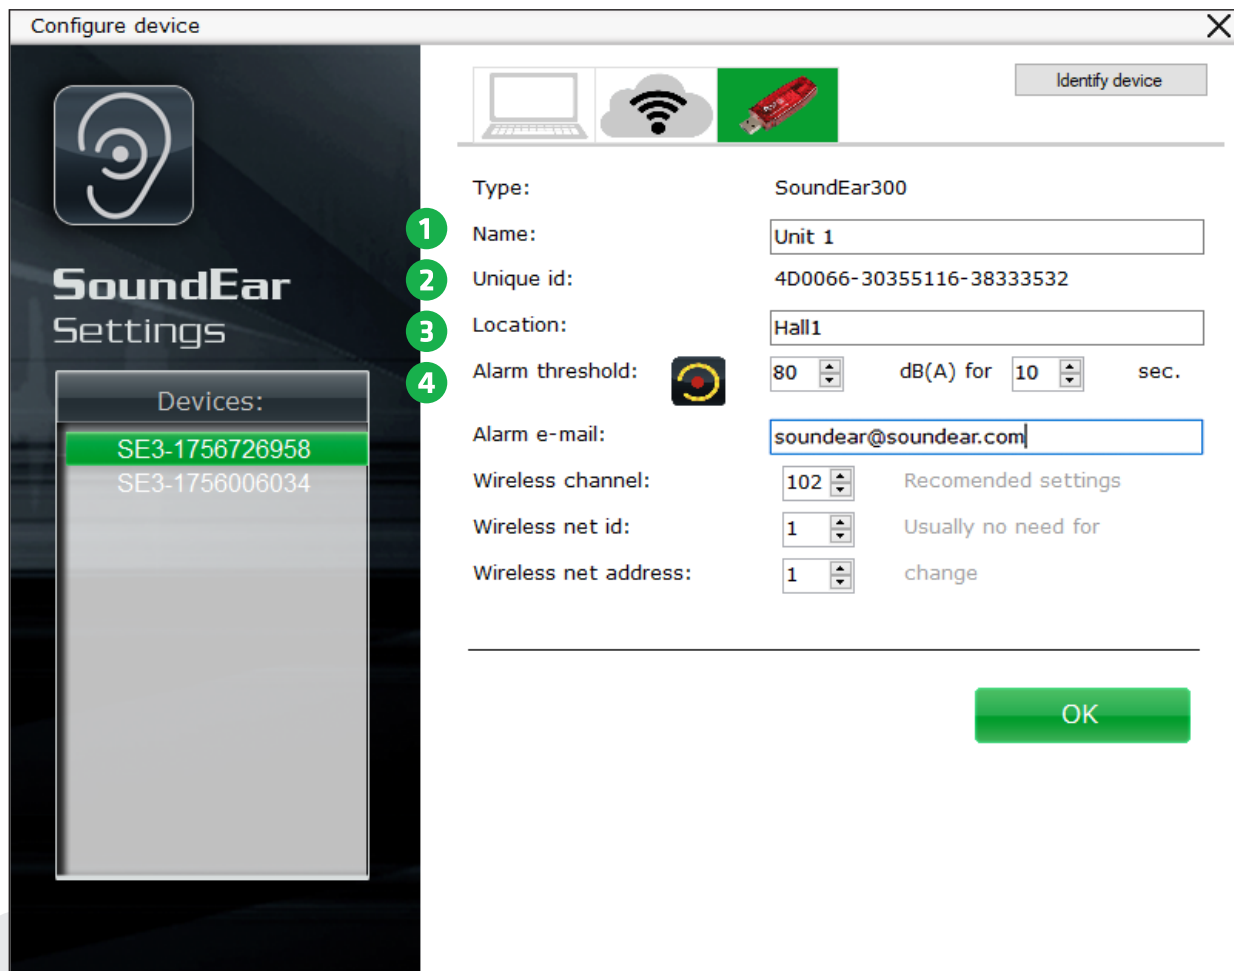 Configure device
Identify device
SoundEar
Settings
Devices:
SE3-1756726958
SE3-1756006034
Type: SoundEar300
1 Name: Unit 1
2 Unique id: 4D0066-30355116-38333532
3 Location: Hall1
4 Alarm threshold: 80 dB(A) for 10 sec.
Alarm e-mail: soundear@soundear.com
Wireless channel: 102 Recomended settings
Wireless net id: 1 Usually no need for
Wireless net address: 1 change
OK